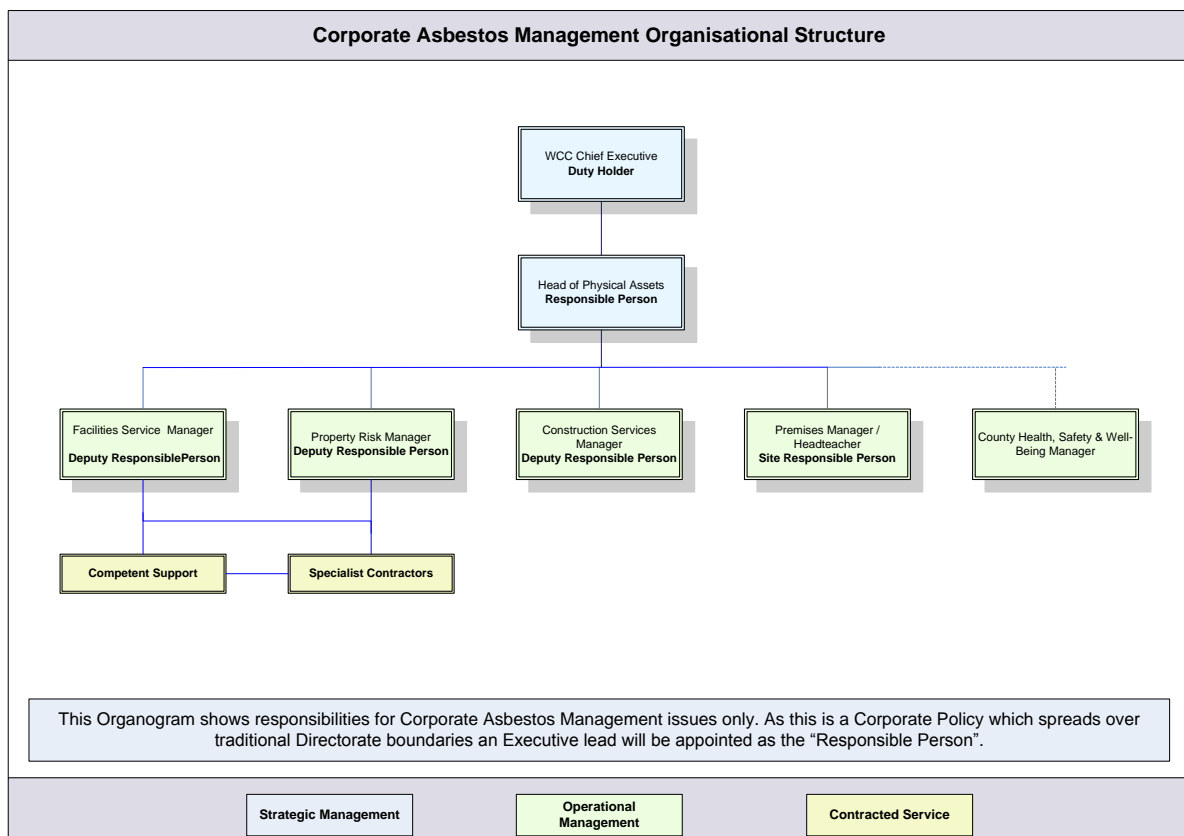 Corporate Asbestos Management Organisational Structure
WCC Chief Executive
Duty Holder
Head of Physical Assets
Responsible Person
Facilities Service Manager
Deputy ResponsiblePerson
Property Risk Manager
Deputy Responsible Person
Construction Services
Manager
Deputy Responsible Person
Premises Manager /
Headteacher
Site Responsible Person
County Health, Safety & Well-
Being Manager
Competent Support
Specialist Contractors
This Organogram shows responsibilities for Corporate Asbestos Management issues only. As this is a Corporate Policy which spreads over
traditional Directorate boundaries an Executive lead will be appointed as the “Responsible Person”.
Strategic Management
Operational
Management
Contracted Service